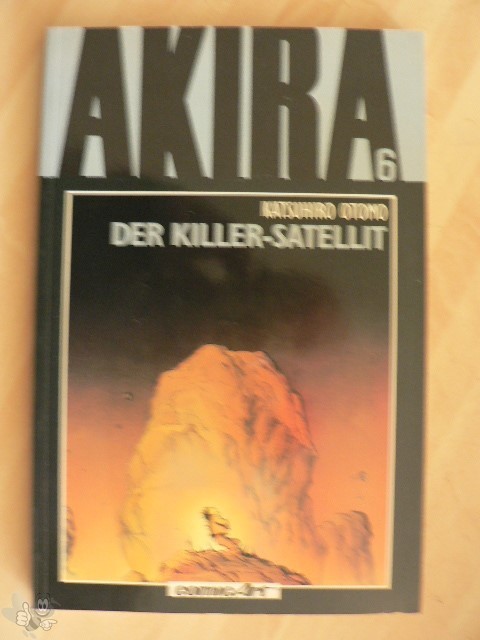 AKIRA
6
KATSUHIRO OTOMO
DER KILLER-SATELLIT